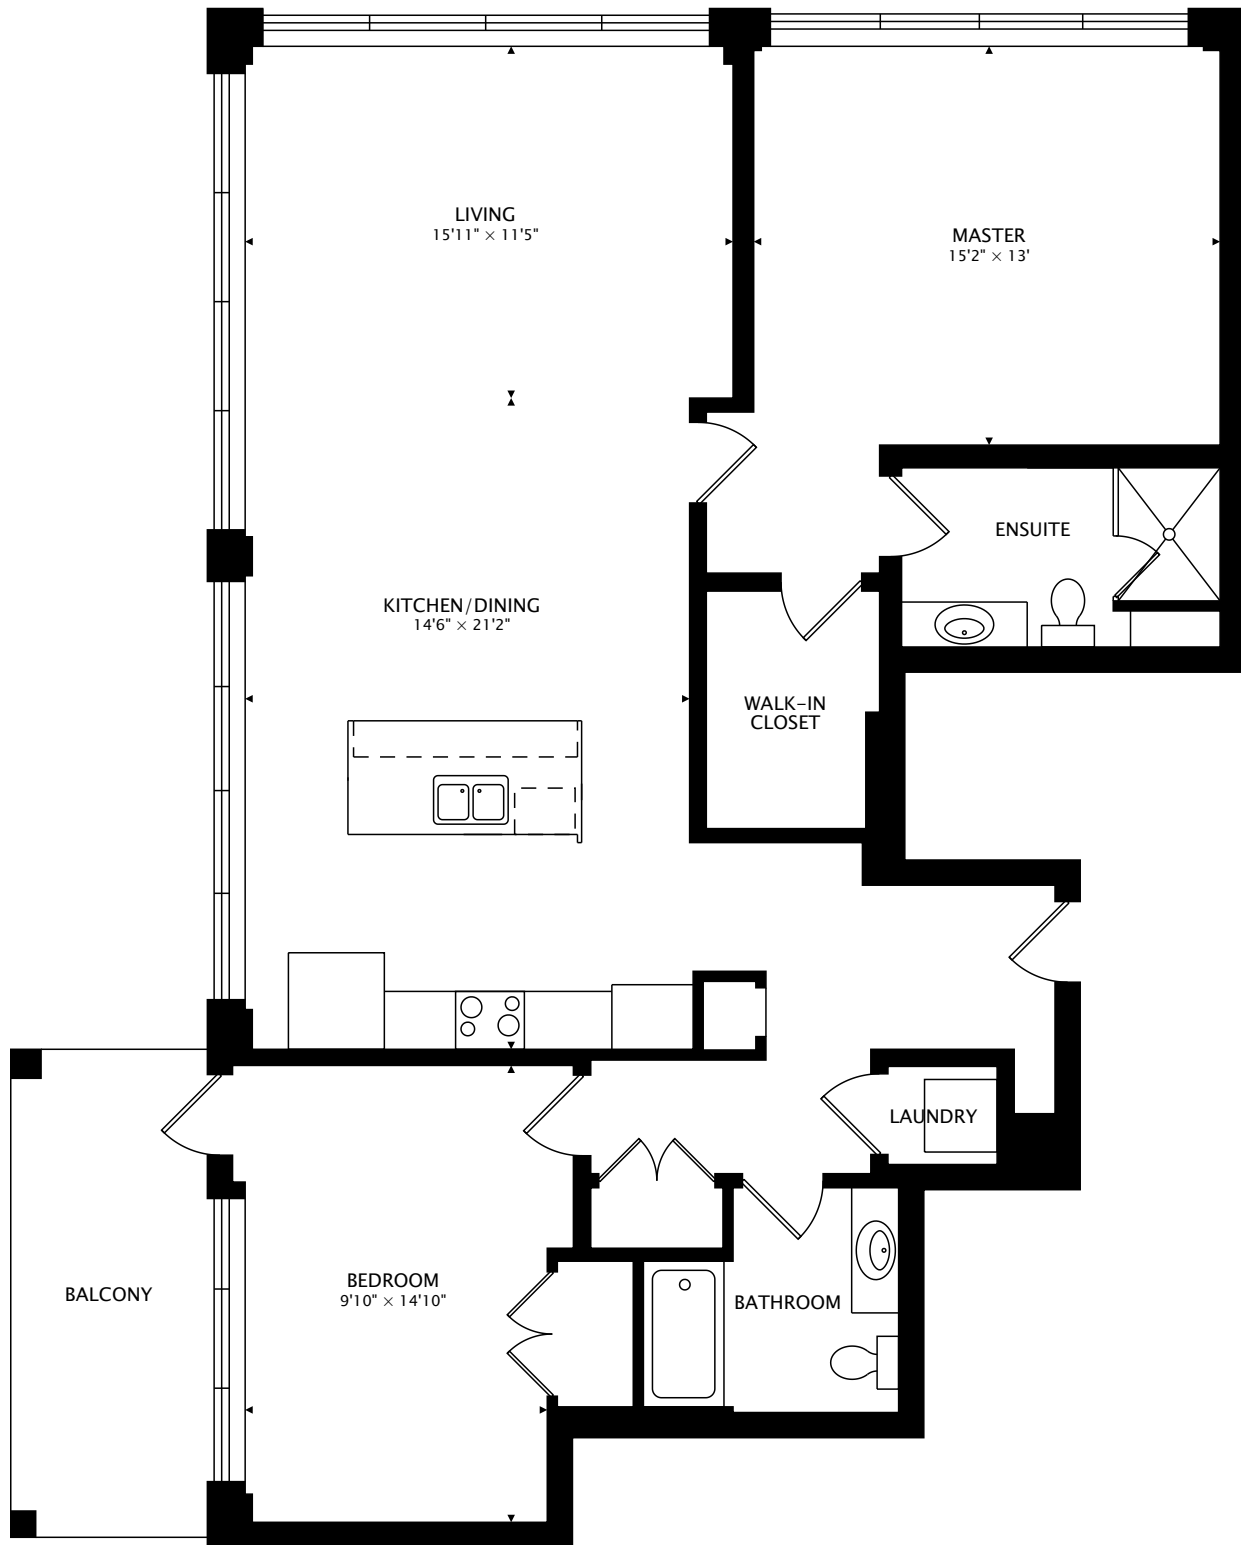 LIVING
15'11" × 11'5"
MASTER
15'2" × 13'
ENSUITE
KITCHEN/DINING
14'6" × 21'2"
WALK-IN
CLOSET
LAUNDRY
BALCONY
BEDROOM
9'10" × 14'10"
BATHROOM